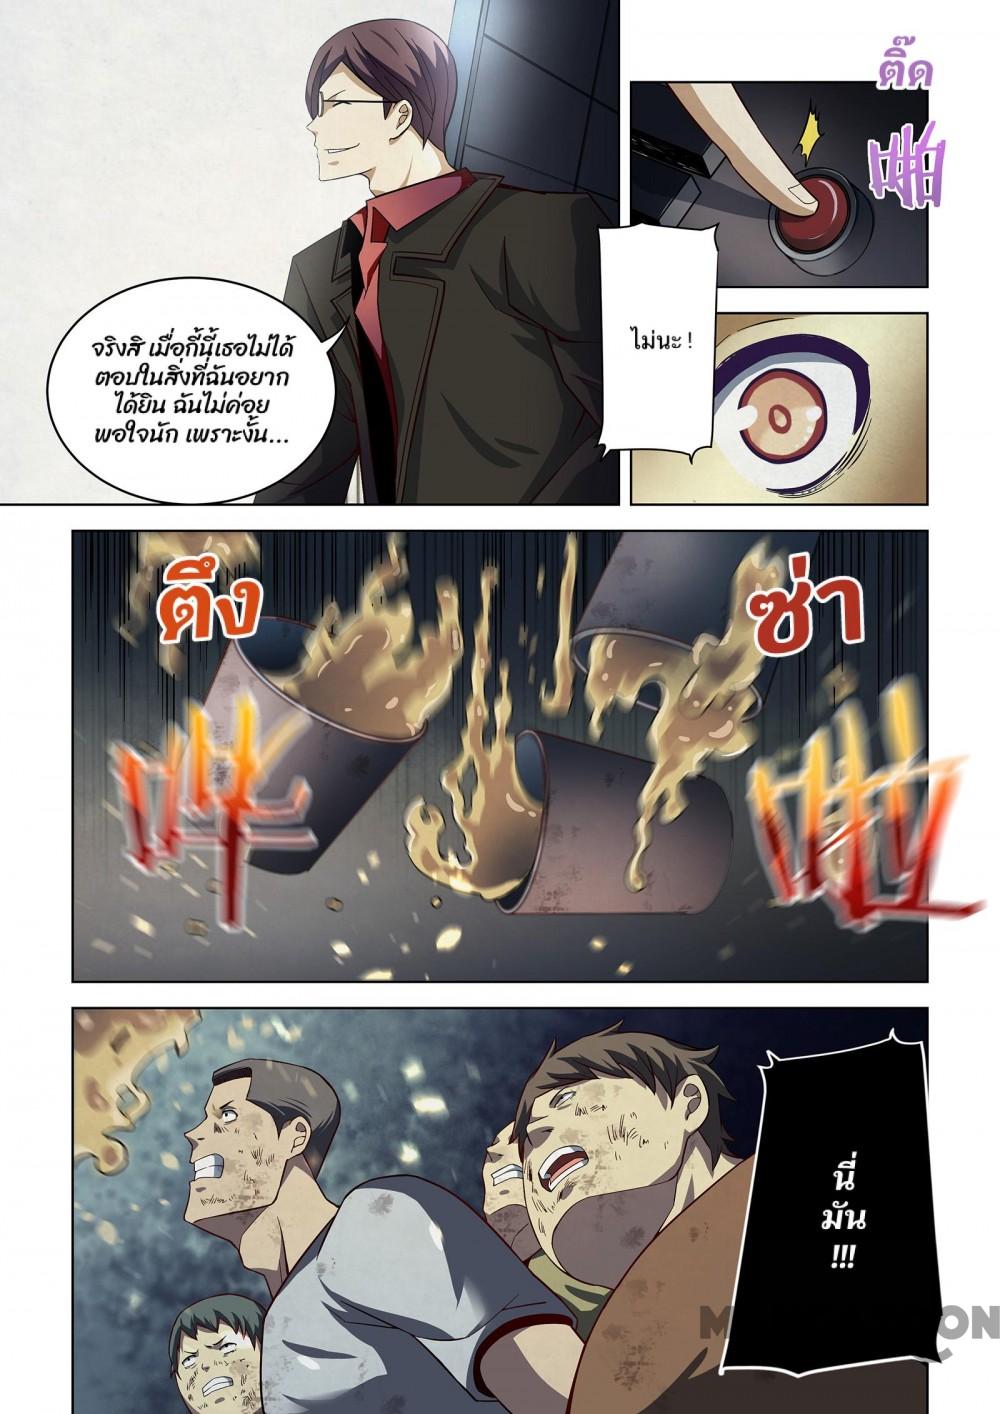 จริงสิ เมื่อกี้นี้เธอไม่ได้
ตอบในสิ่งที่ฉันอยาก
ได้ยิน ฉันไม่ค่อย
พอใจนัก เพราะงั้น...
ติ๊ด
啪
ไม่นะ !
ตึง
ซ่า
哗
啦
นี่
มัน
!!!